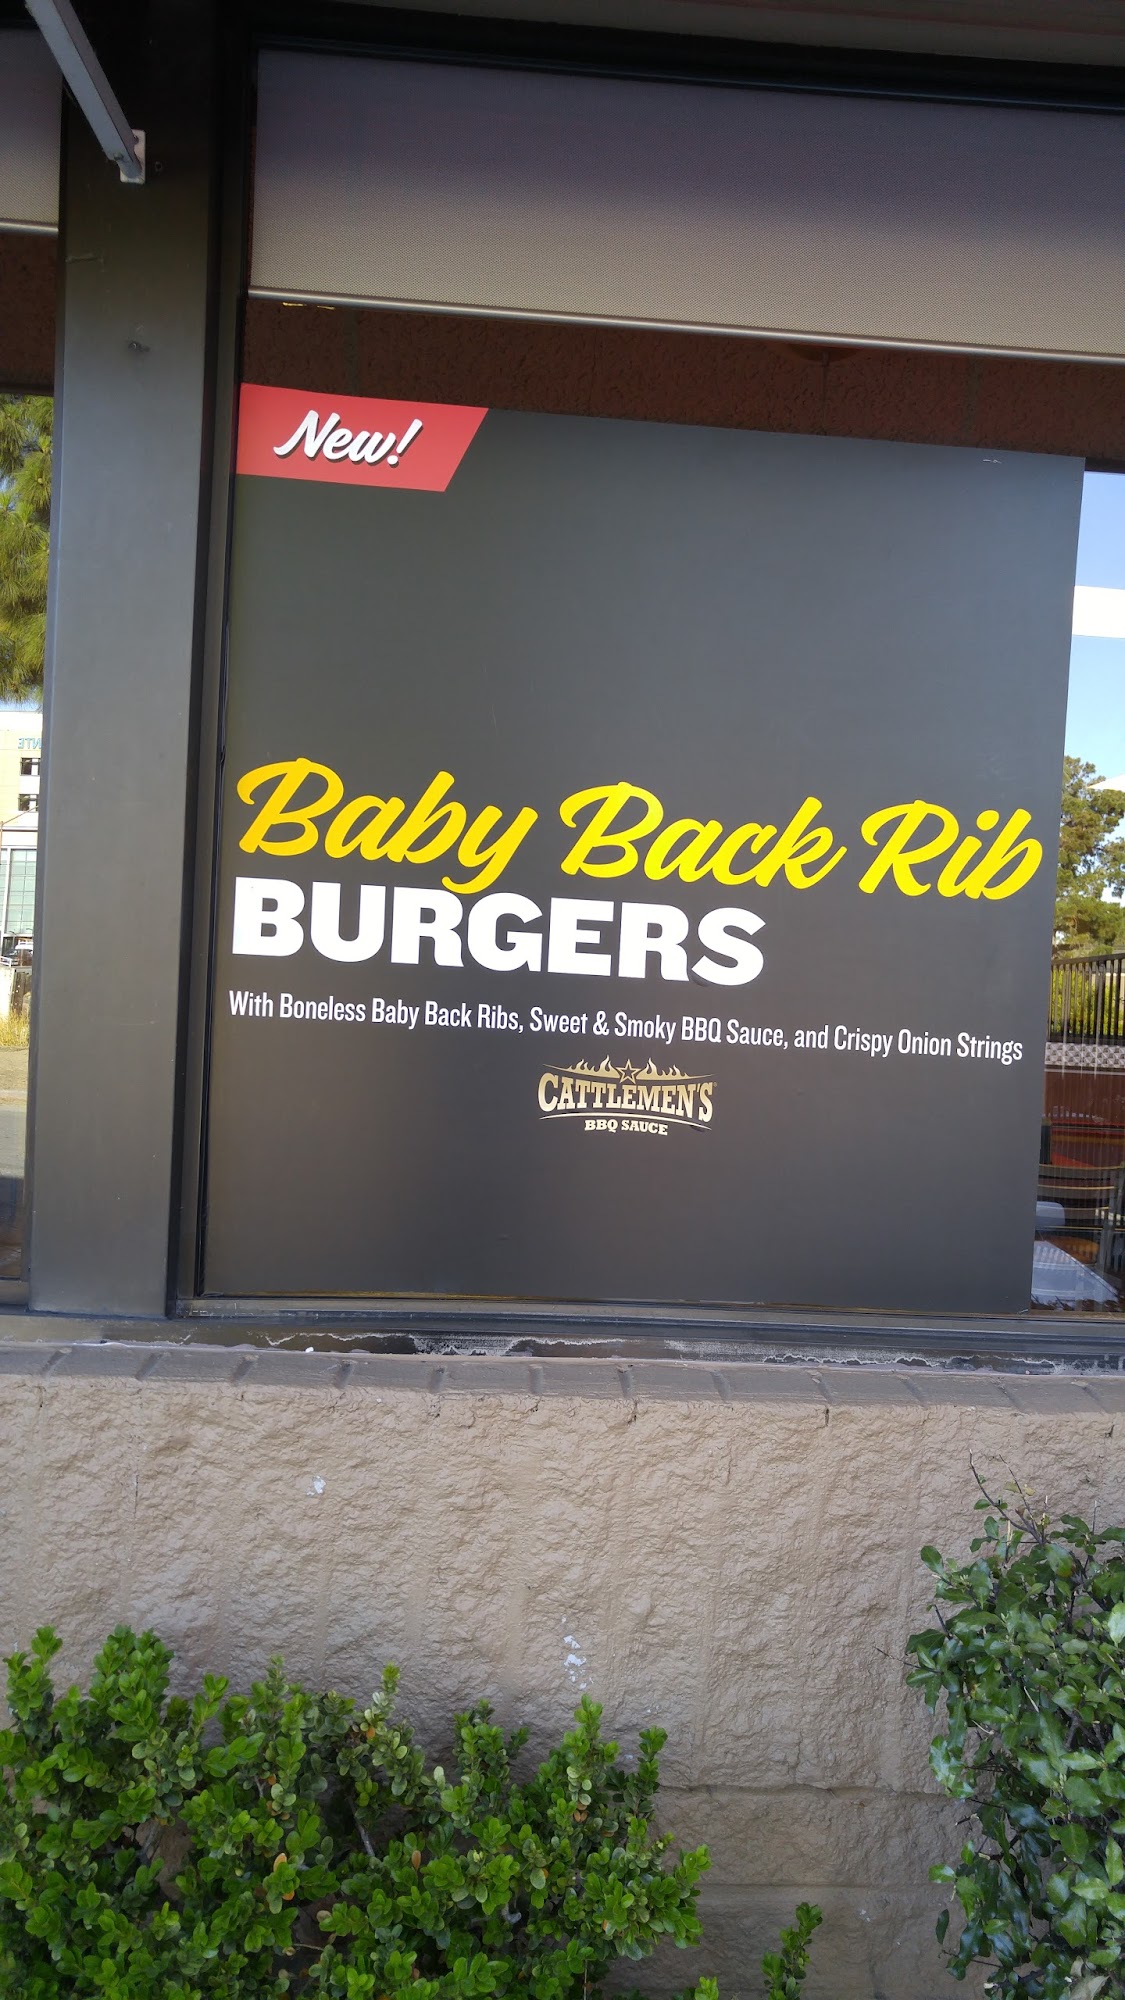 New!
Baby Back Rib
BURGERS
With Boneless Baby Back Ribs, Sweet & Smoky BBQ Sauce, and Crispy Onion Strings
CATTLEMEN'S®
BBQ SAUCE